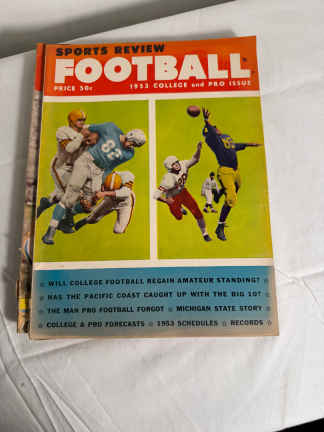 SPORTS REVIEW
FOOTBALL
PRICE 50c 1953 COLLEGE and PRO ISSUE
82
WILL COLLEGE FOOTBALL REGAIN AMATEUR STANDING?
HAS THE PACIFIC COAST CAUGHT UP WITH THE BIG 10?
THE MAN PRO FOOTBALL FORGOT · MICHIGAN STATE STORY
COLLEGE & PRO FORECASTS · 1953 SCHEDULES · RECORDS